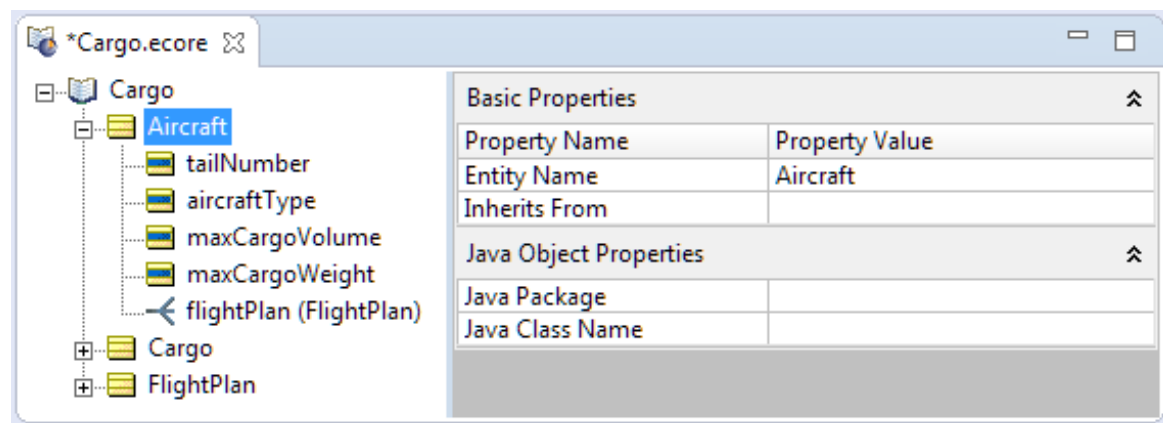 *Cargo.ecore
Cargo
Aircraft
tailNumber
aircraftType
maxCargoVolume
maxCargoWeight
flightPlan (FlightPlan)
Cargo
FlightPlan
Basic Properties
Property Name Property Value
Entity Name Aircraft
Inherits From
Java Object Properties
Java Package
Java Class Name